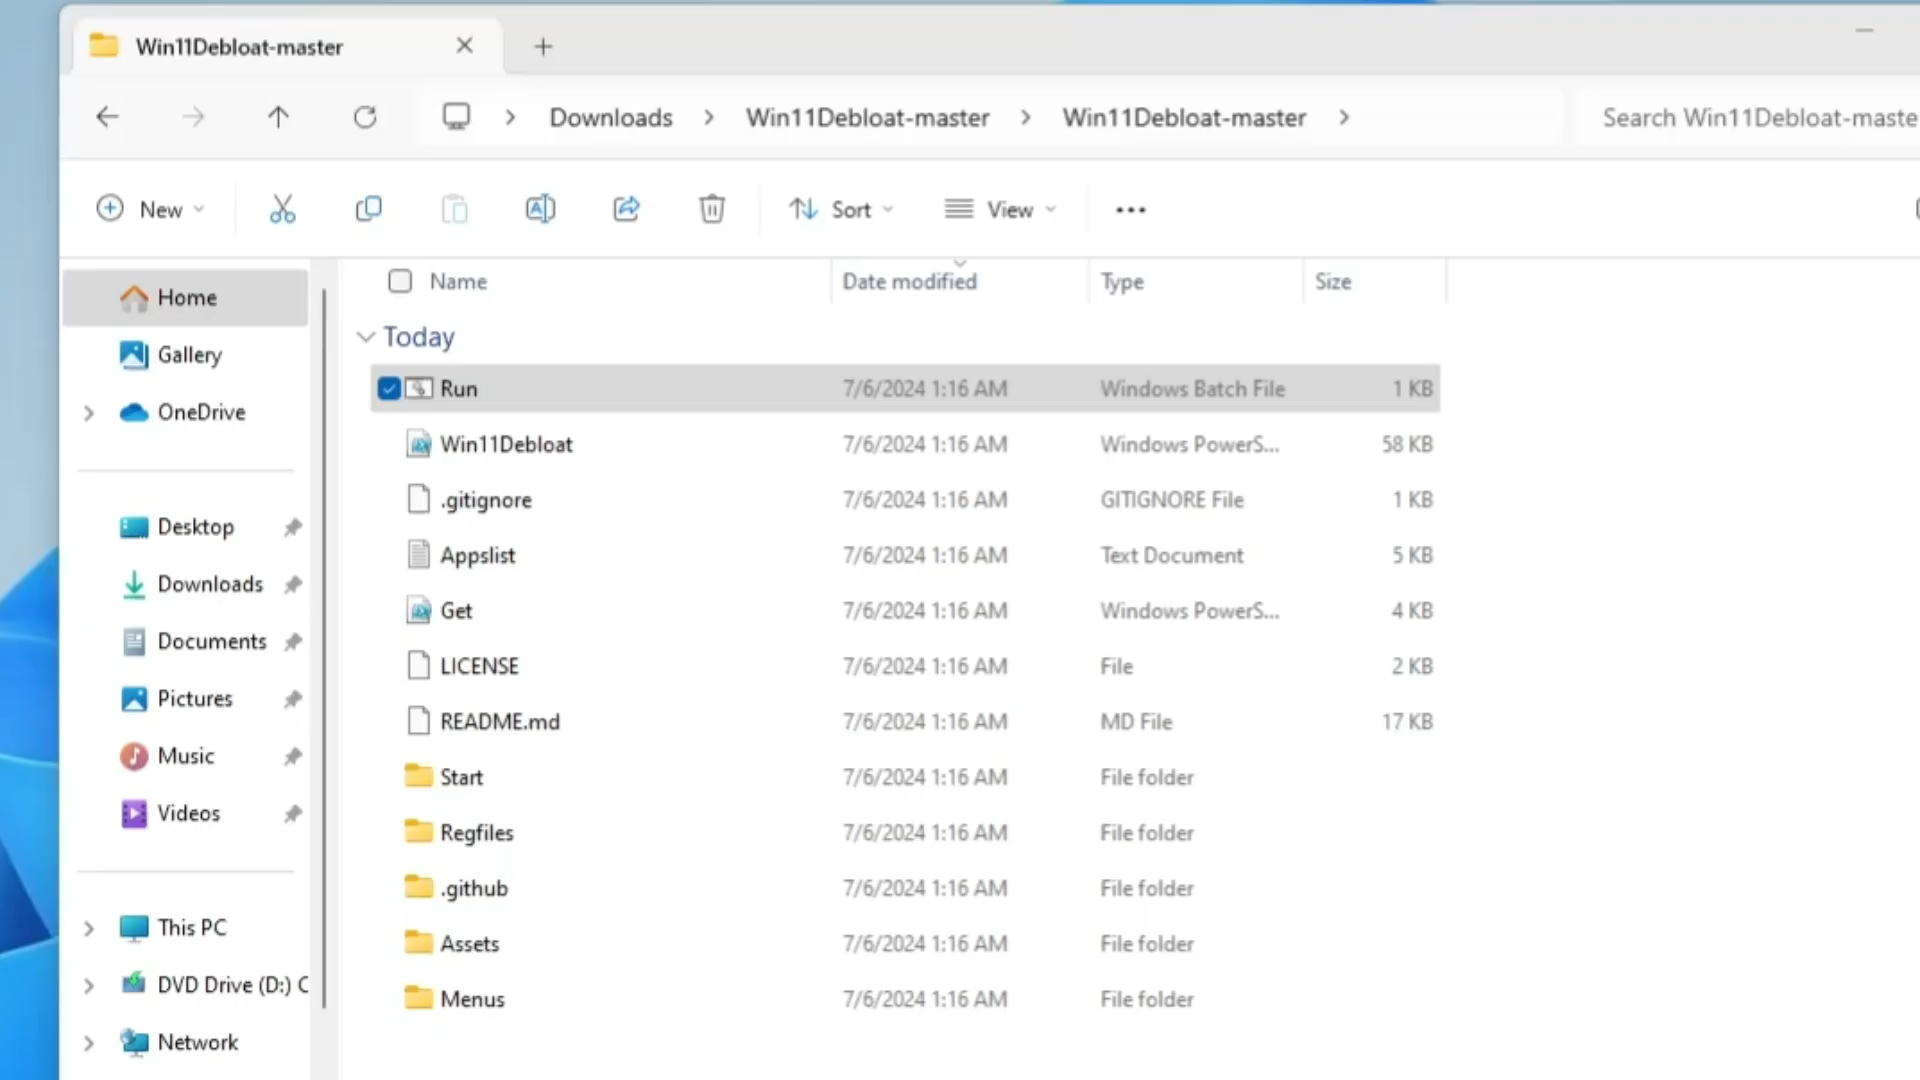 Win11Debloat-master
Downloads > Win11Debloat-master > Win11Debloat-master >
Search Win11Debloat-maste
New
Sort
View
Name Date modified Type Size
Home
Gallery
OneDrive
Desktop
Downloads
Documents
Pictures
Music
Videos
This PC
DVD Drive (D:) C
Network
Today
Run 7/6/2024 1:16 AM Windows Batch File 1 KB
Win11Debloat 7/6/2024 1:16 AM Windows PowerS... 58 KB
.gitignore 7/6/2024 1:16 AM GITIGNORE File 1 KB
Appslist 7/6/2024 1:16 AM Text Document 5 KB
Get 7/6/2024 1:16 AM Windows PowerS... 4 KB
LICENSE 7/6/2024 1:16 AM File 2 KB
README.md 7/6/2024 1:16 AM MD File 17 KB
Start 7/6/2024 1:16 AM File folder
Regfiles 7/6/2024 1:16 AM File folder
.github 7/6/2024 1:16 AM File folder
Assets 7/6/2024 1:16 AM File folder
Menus 7/6/2024 1:16 AM File folder